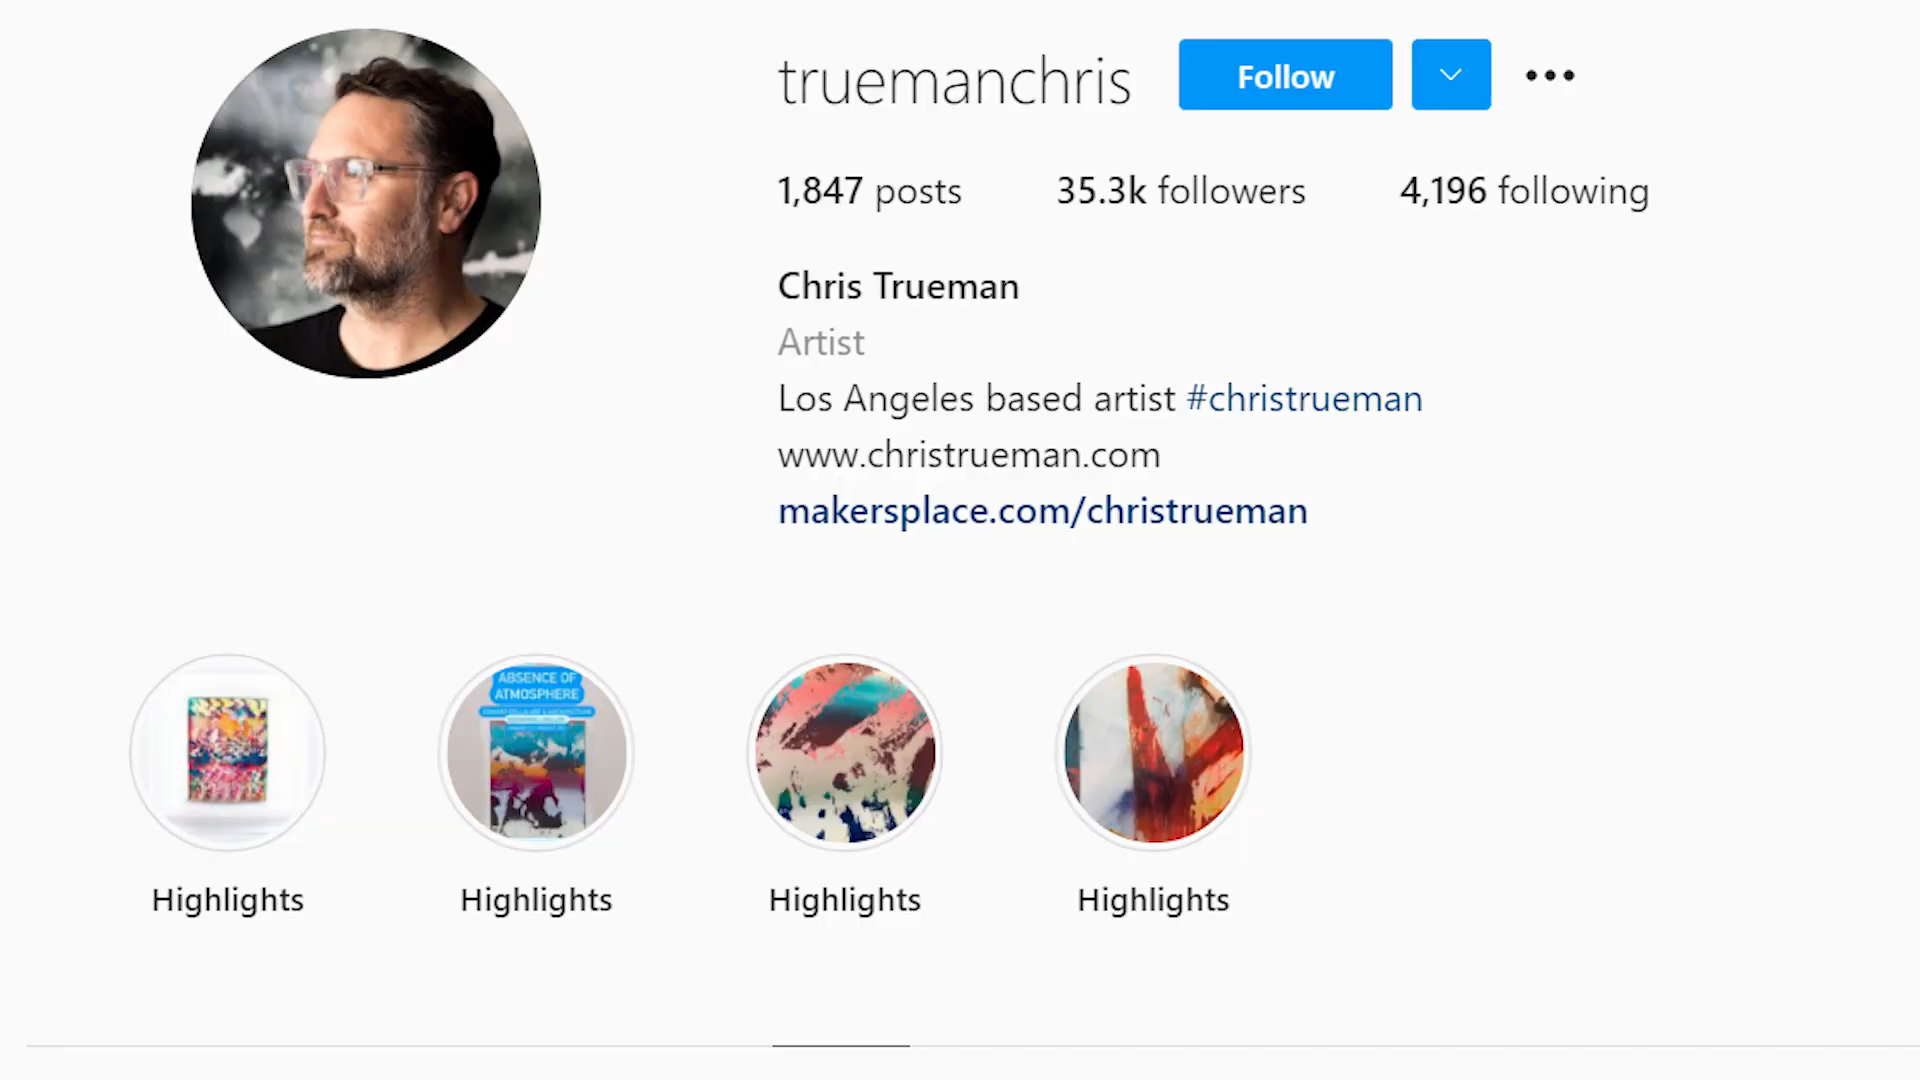 truemanchris Follow
1,847 posts 35.3k followers 4,196 following
Chris Trueman
Artist
Los Angeles based artist #christrueman
www.christrueman.com
makersplace.com/christrueman
ABSENCE OF
ATMOSPHERE
Highlights Highlights Highlights Highlights